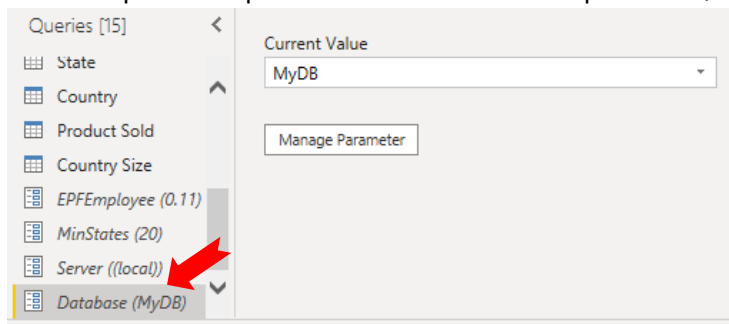 Queries [15]
State
Country
Product Sold
Country Size
EPFEmployee (0.11)
MinStates (20)
Server ((local))
Database (MyDB)
Current Value
MyDB
Manage Parameter